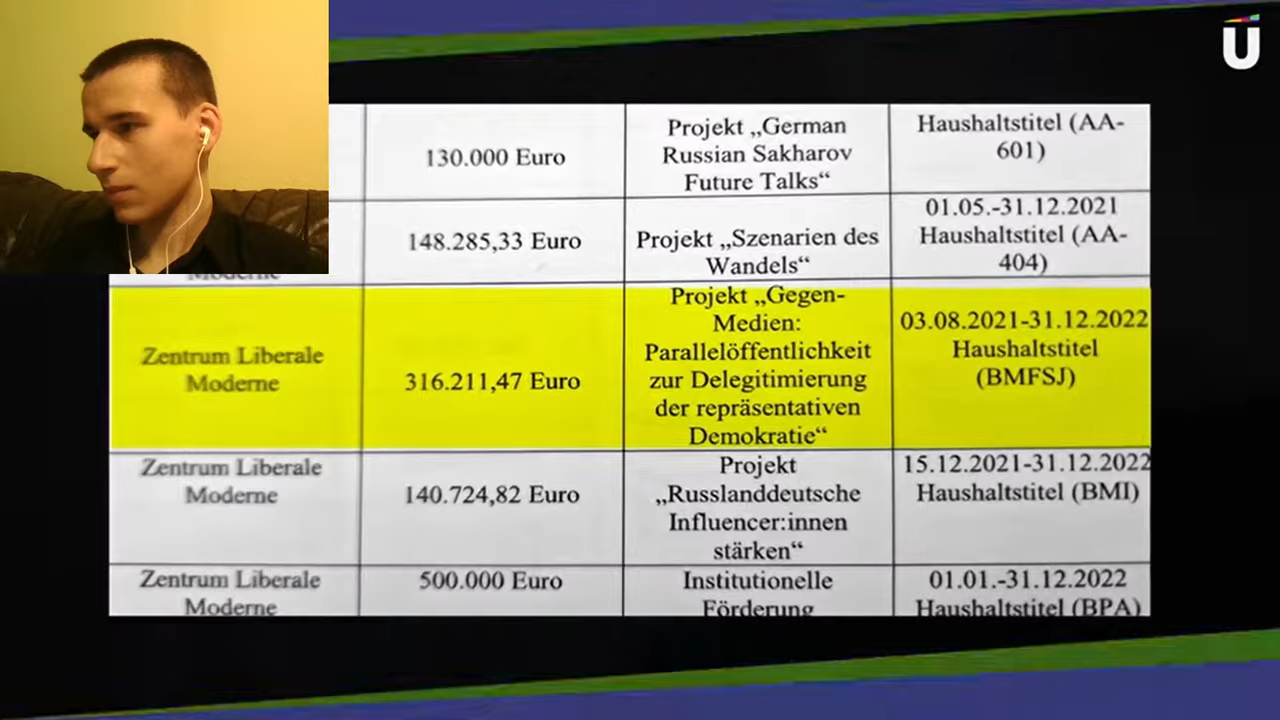 Ü
130.000 Euro
Projekt „German
Russian Sakharov
Future Talks“
Haushaltstitel (AA-
601)
Moderne
148.285,33 Euro
Projekt „Szenarien des
Wandels“
01.05.-31.12.2021
Haushaltstitel (AA-
404)
Zentrum Liberale
Moderne
316.211,47 Euro
Projekt „Gegen-
Medien:
Parallelöffentlichkeit
zur Delegitimierung
der repräsentativen
Demokratie“
03.08.2021-31.12.2022
Haushaltstitel
(BMFSJ)
Zentrum Liberale
Moderne
140.724,82 Euro
Projekt
„Russlanddeutsche
Influencer:innen
stärken“
15.12.2021-31.12.2022
Haushaltstitel (BMI)
Zentrum Liberale
Moderne
500.000 Euro
Institutionelle
Förderung
01.01.-31.12.2022
Haushaltstitel (BPA)